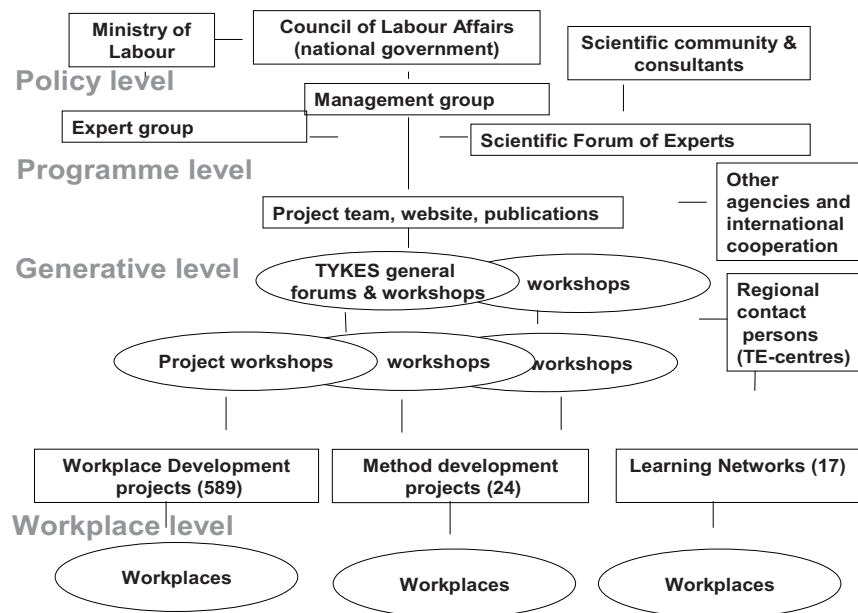 Ministry of
Labour
Council of Labour Affairs
(national government)
Scientific community &
consultants
Policy level
Management group
Expert group
Scientific Forum of Experts
Programme level
Other
agencies and
international
cooperation
Project team, website, publications
Generative level
TYKES general
forums & workshops
workshops
Regional
contact
persons
(TE-centres)
Project workshops
workshops
workshops
Workplace Development
projects (589)
Method development
projects (24)
Learning Networks (17)
Workplace level
Workplaces
Workplaces
Workplaces